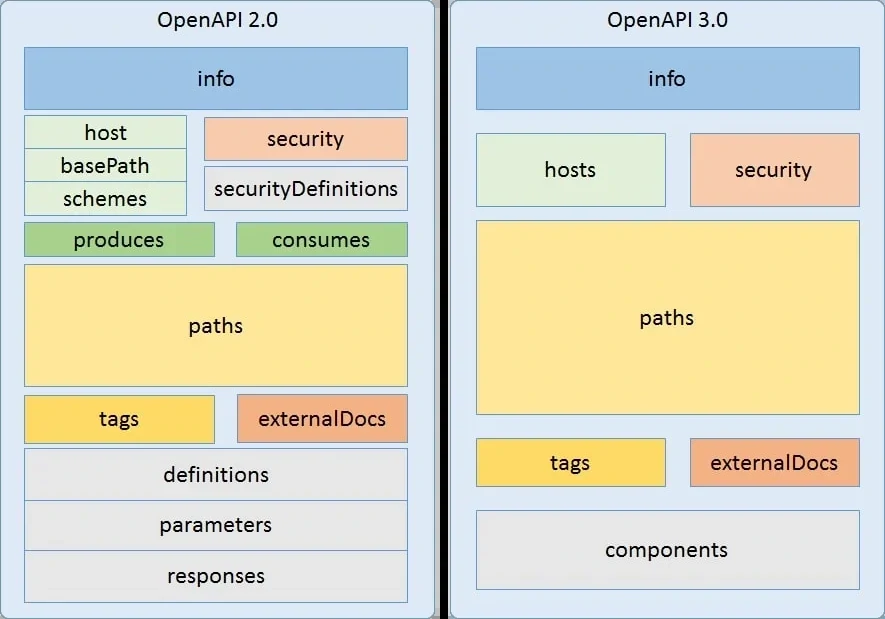 OpenAPI 2.0
info
host
basePath
schemes
security
securityDefinitions
produces
consumes
paths
tags
externalDocs
definitions
parameters
responses
OpenAPI 3.0
info
hosts
security
paths
tags
externalDocs
components